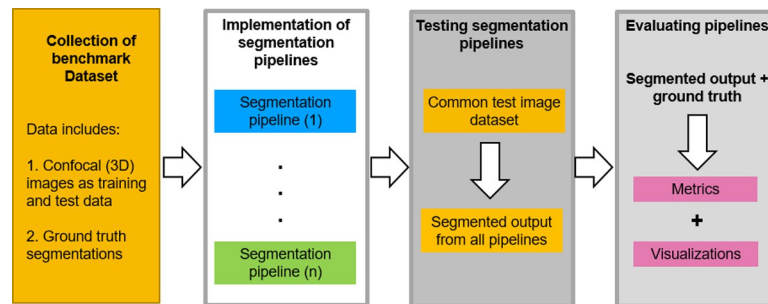 Collection of
benchmark
Dataset
Data includes:
1. Confocal (3D)
images as training
and test data
2. Ground truth
segmentations
Implementation of
segmentation
pipelines
Segmentation
pipeline (1)
.
.
.
Segmentation
pipeline (n)
Testing segmentation
pipelines
Common test image
dataset
Segmented output
from all pipelines
Evaluating pipelines
Segmented output +
ground truth
Metrics
+
Visualizations